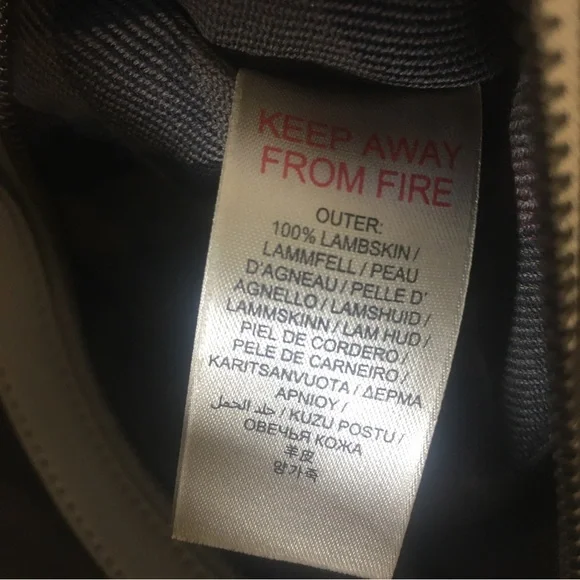 KEEP AWAY
FROM FIRE
OUTER:
100% LAMBSKIN /
LAMMFELL / PEAU
D'AGNEAU / PELLE D'
AGNELLO / LAMSHUID /
LAMMSKINN / LAM HUD /
PIEL DE CORDERO /
PELE DE CARNEIRO /
KARITSANVUOTA / ΔΕΡΜΑ
ΑΡΝΙΟΥ /
جلد الحمل / KUZU POSTU /
ОВЕЧЬЯ КОЖА
羊皮
양가죽